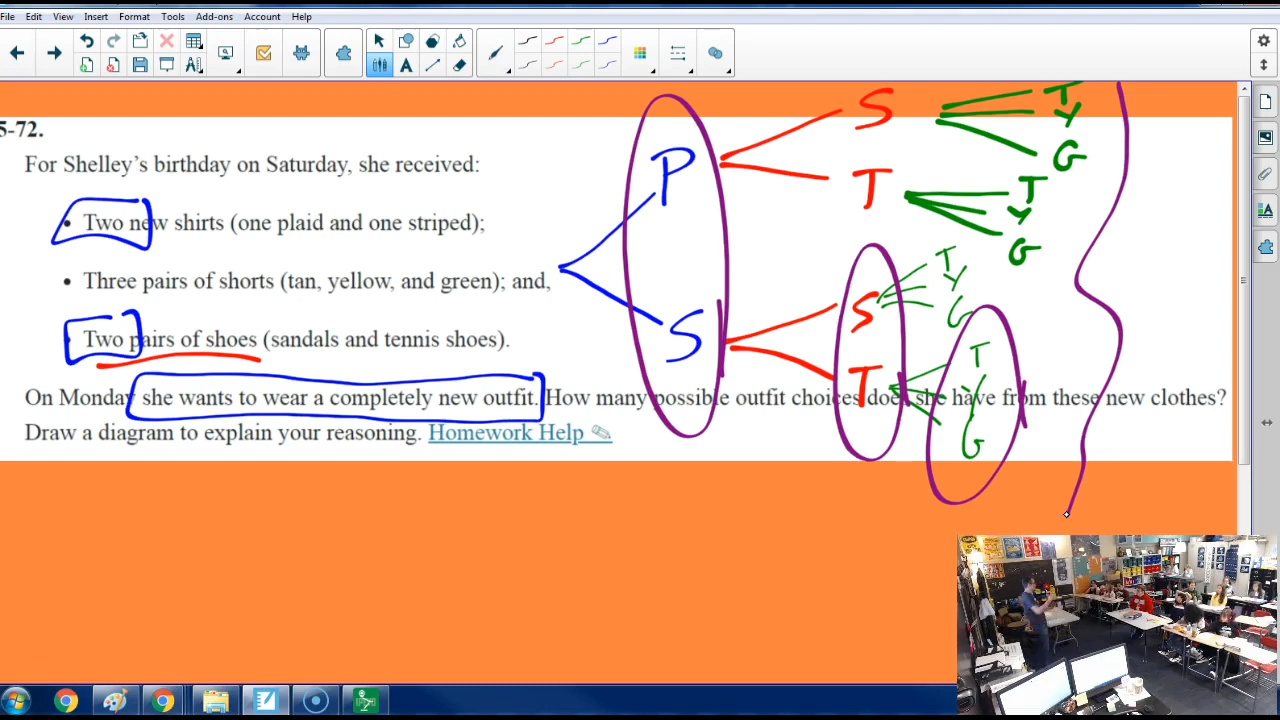 File Edit View Insert Format Tools Add-ons Account Help
5-72.
For Shelley's birthday on Saturday, she received:
• Two new shirts (one plaid and one striped);
• Three pairs of shorts (tan, yellow, and green); and,
• Two pairs of shoes (sandals and tennis shoes).
On Monday she wants to wear a completely new outfit. How many possible outfit choices does she have from these new clothes?
Draw a diagram to explain your reasoning. Homework Help
P
S
S
T
S
T
T
Y
G
T
Y
G
T
Y
G
T
Y
G